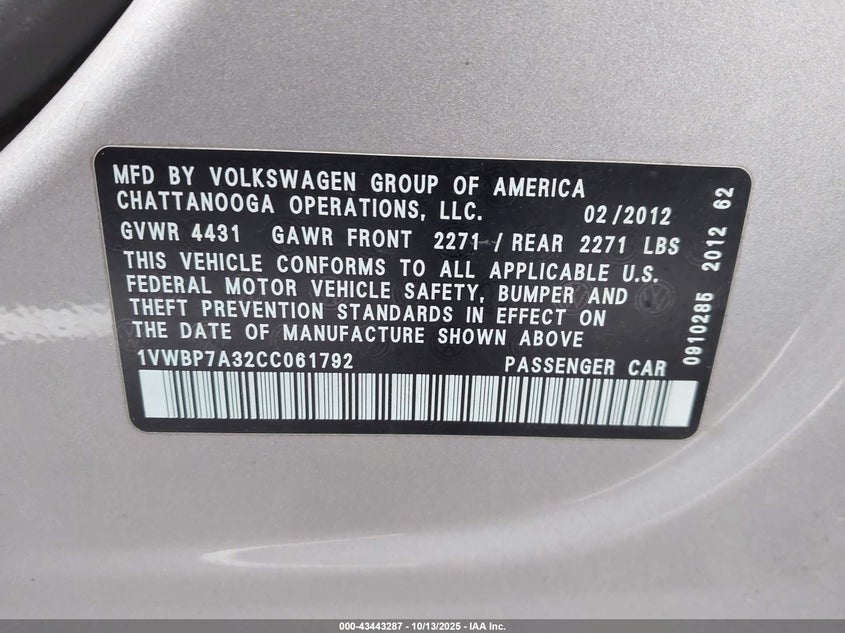 MFD BY VOLKSWAGEN GROUP OF AMERICA
CHATTANOOGA OPERATIONS, LLC. 02/2012
GVWR 4431 GAWR FRONT 2271 / REAR 2271 LBS
THIS VEHICLE CONFORMS TO ALL APPLICABLE U.S.
FEDERAL MOTOR VEHICLE SAFETY, BUMPER AND
THEFT PREVENTION STANDARDS IN EFFECT ON
THE DATE OF MANUFACTURE SHOWN ABOVE
1VWBP7A32CC061792 PASSENGER CAR
0910285 2012 62
000-43443287 - 10/13/2025 - IAA Inc.